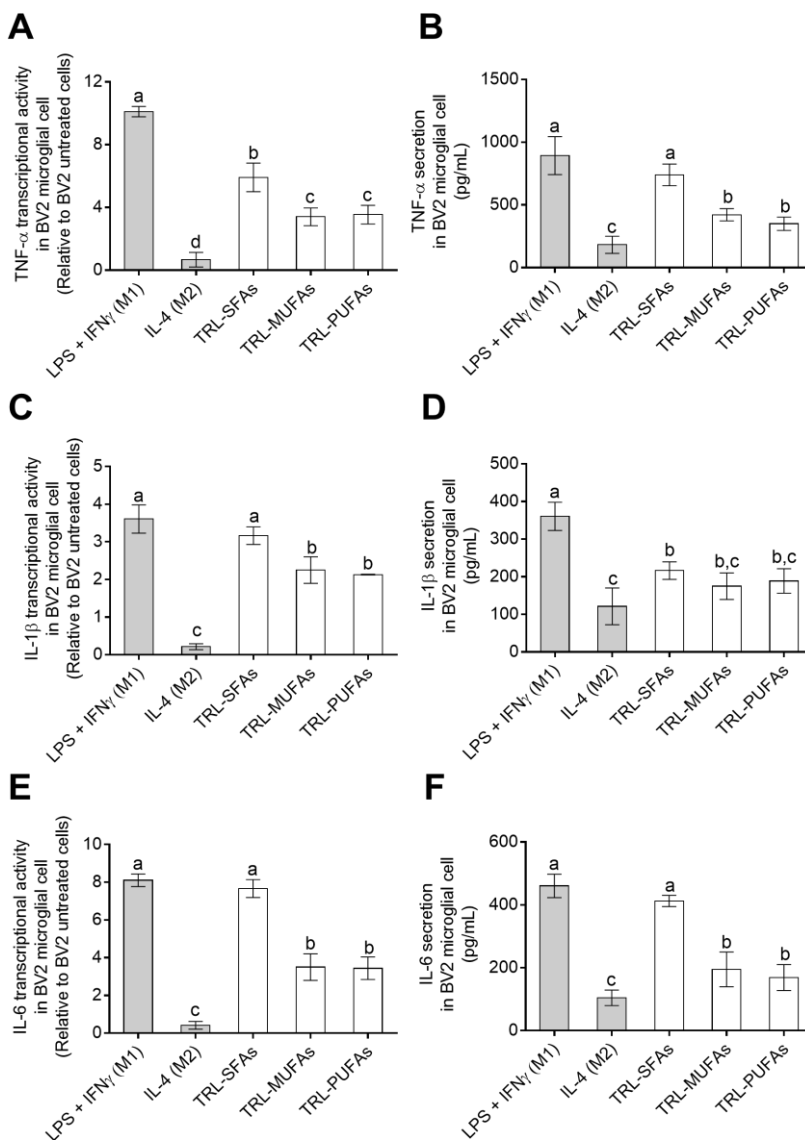 A
TNF-α transcriptional activity
in BV2 microglial cell
(Relative to BV2 untreated cells)
12
8
4
0
a
d
b
c
c
LPS + IFNγ (M1)
IL-4 (M2)
TRL-SFAs
TRL-MUFAs
TRL-PUFAs
B
TNF-α secretion
in BV2 microglial cell
(pg/mL)
1500
1000
500
0
a
c
a
b
b
LPS + IFNγ (M1)
IL-4 (M2)
TRL-SFAs
TRL-MUFAs
TRL-PUFAs
C
IL-1β transcriptional activity
in BV2 microglial cell
(Relative to BV2 untreated cells)
5
4
3
2
1
0
a
c
a
b
b
LPS + IFNγ (M1)
IL-4 (M2)
TRL-SFAs
TRL-MUFAs
TRL-PUFAs
D
IL-1β secretion
in BV2 microglial cell
(pg/mL)
500
400
300
200
100
0
a
c
b
b,c
b,c
LPS + IFNγ (M1)
IL-4 (M2)
TRL-SFAs
TRL-MUFAs
TRL-PUFAs
E
IL-6 transcriptional activity
in BV2 microglial cell
(Relative to BV2 untreated cells)
10
8
6
4
2
0
a
c
a
b
b
LPS + IFNγ (M1)
IL-4 (M2)
TRL-SFAs
TRL-MUFAs
TRL-PUFAs
F
IL-6 secretion
in BV2 microglial cell
(pg/mL)
600
400
200
0
a
c
a
b
b
LPS + IFNγ (M1)
IL-4 (M2)
TRL-SFAs
TRL-MUFAs
TRL-PUFAs